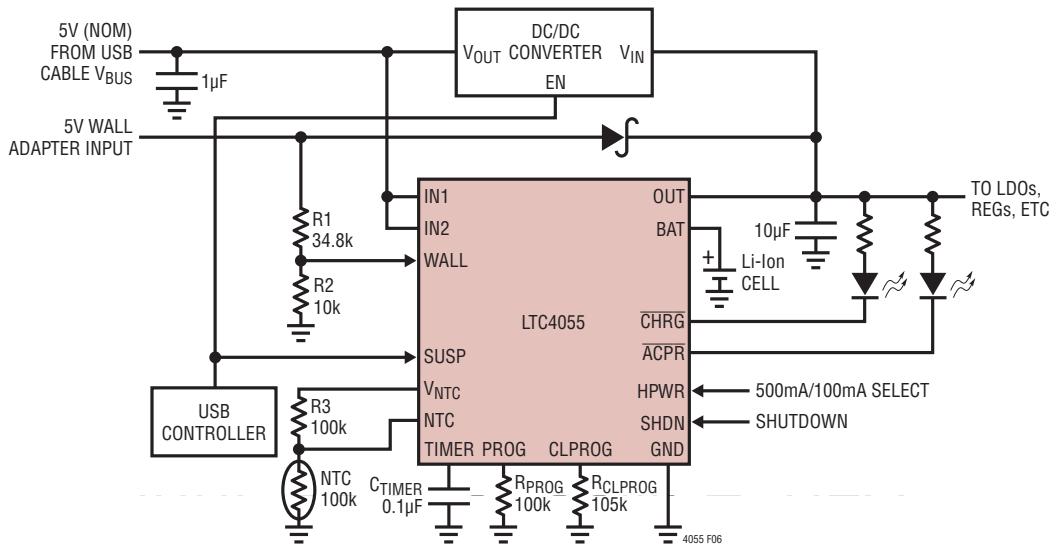 5V (NOM)
FROM USB
CABLE VBUS
1µF
DC/DC
CONVERTER
VOUT
VIN
EN
5V WALL
ADAPTER INPUT
R1
34.8k
R2
10k
IN1
IN2
WALL
SUSP
VNTC
NTC
TIMER
PROG
CLPROG
GND
LTC4055
OUT
BAT
CHRG
ACPR
HPWR
SHDN
10µF
TO LDOs,
REGs, ETC
+
Li-Ion
CELL
500mA/100mA SELECT
SHUTDOWN
USB
CONTROLLER
R3
100k
NTC
100k
CTIMER
0.1µF
RPROG
100k
RCLPROG
105k
4055 F06